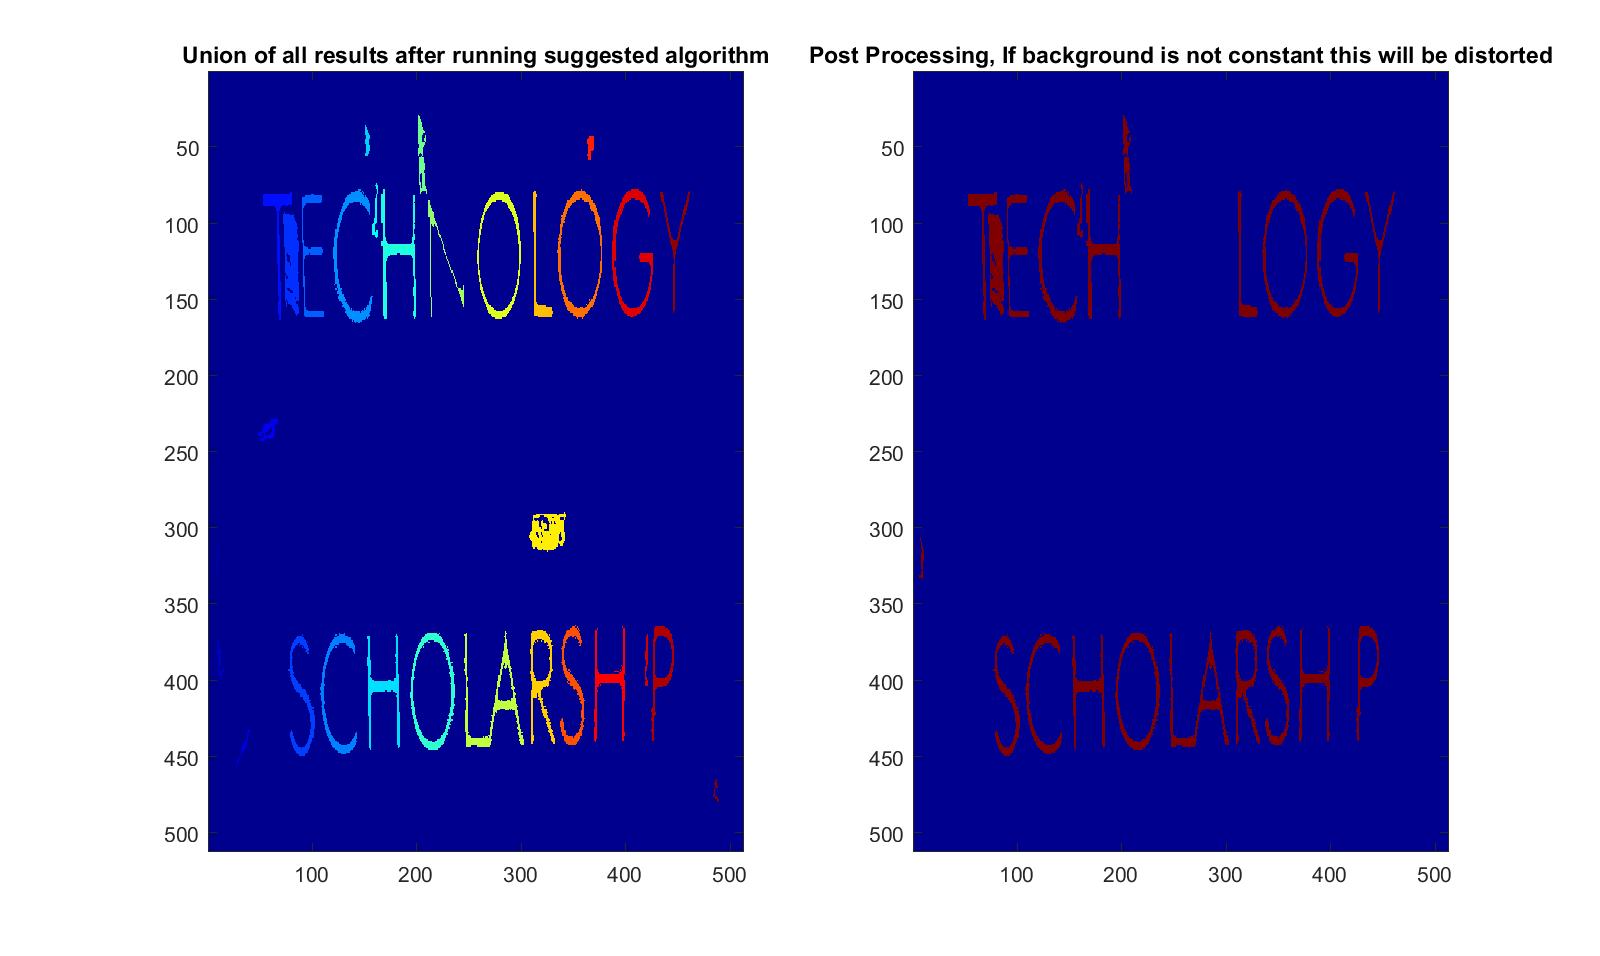 Union of all results after running suggested algorithm
50
100
150
200
250
300
350
400
450
500
100 200 300 400 500
TECHNOLOGY
SCHOLARSHP
Post Processing, If background is not constant this will be distorted
50
100
150
200
250
300
350
400
450
500
100 200 300 400 500
TECH LOGY
SCHOLARSH P